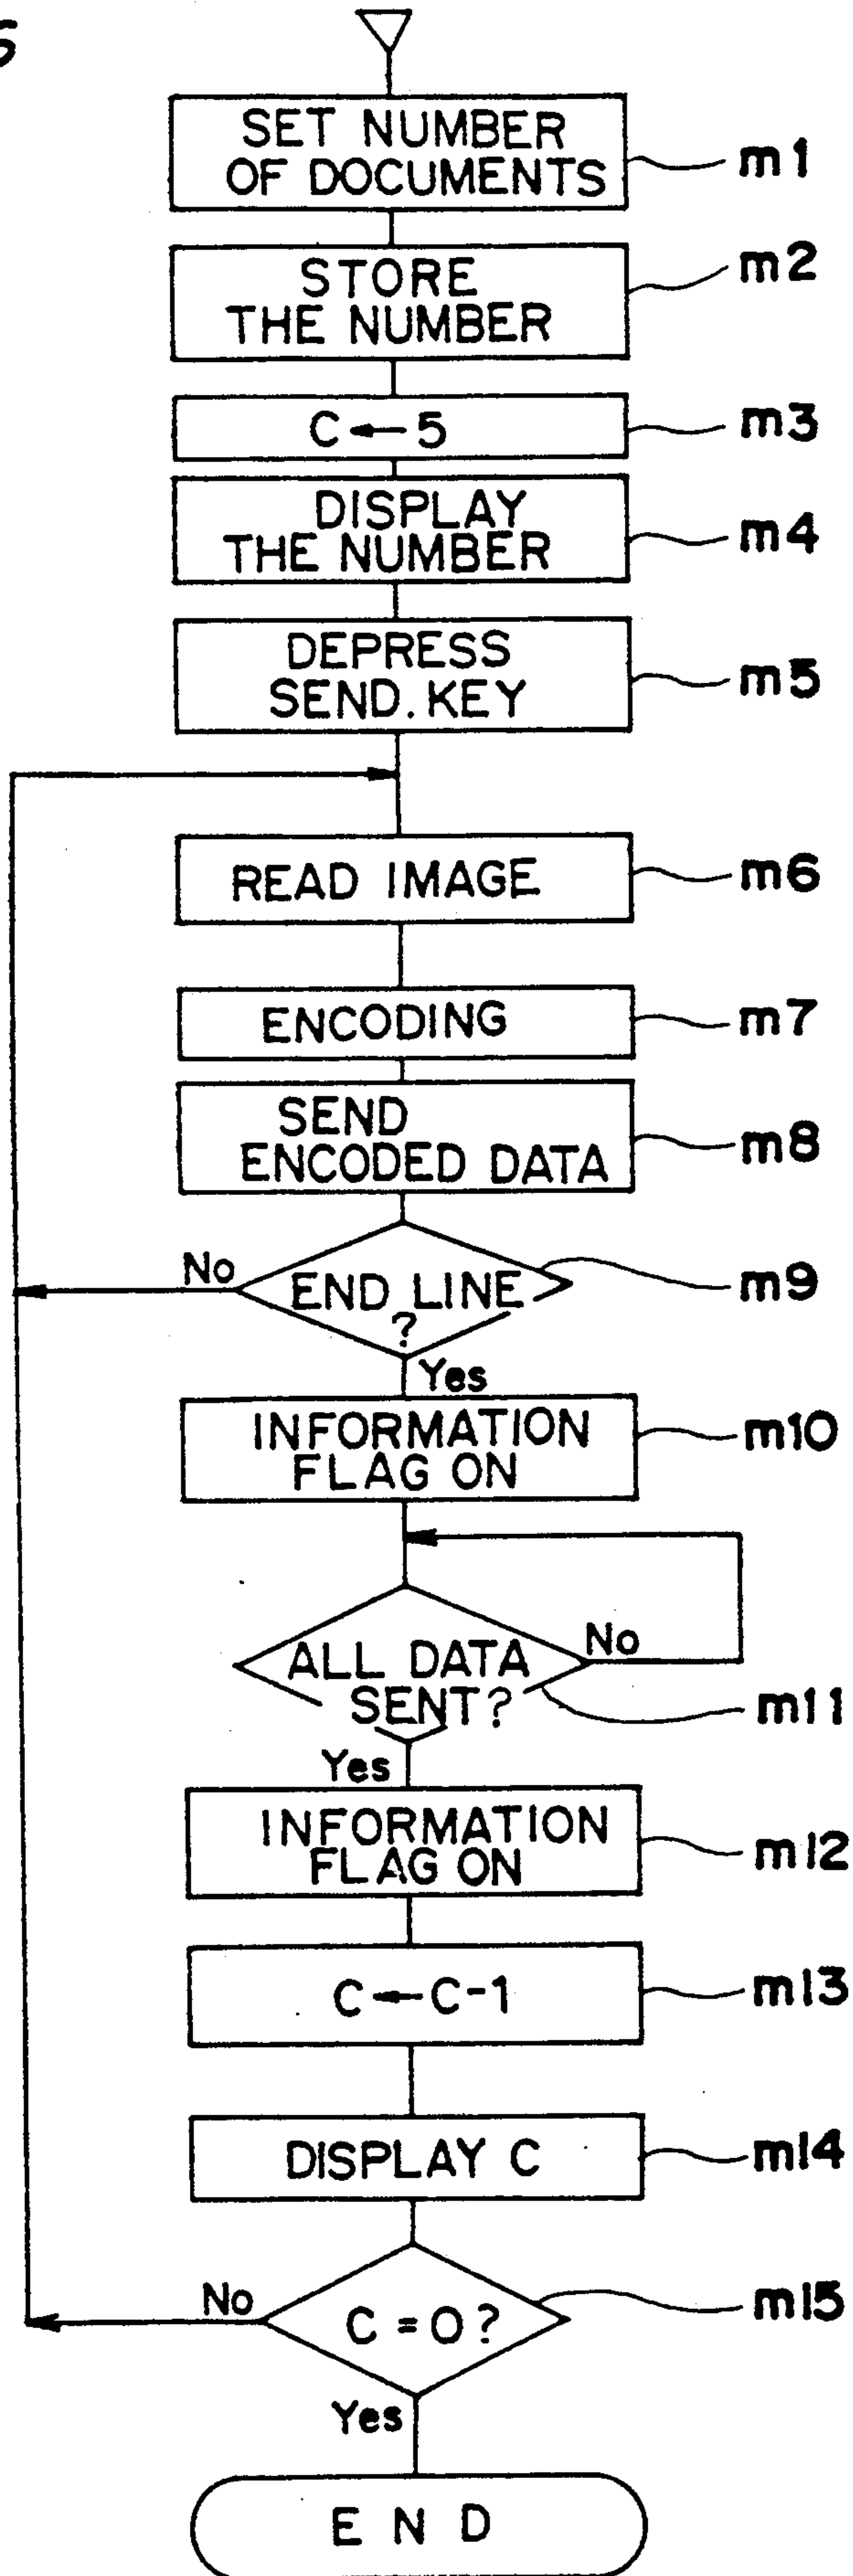 SET NUMBER
OF DOCUMENTS
m1
STORE
THE NUMBER
m2
C ← 5
m3
DISPLAY
THE NUMBER
m4
DEPRESS
SEND. KEY
m5
READ IMAGE
m6
ENCODING
m7
SEND
ENCODED DATA
m8
No
END LINE
?
m9
Yes
INFORMATION
FLAG ON
m10
ALL DATA
SENT?
No
m11
Yes
INFORMATION
FLAG ON
m12
C ← C-1
m13
DISPLAY C
m14
No
C = 0 ?
m15
Yes
END